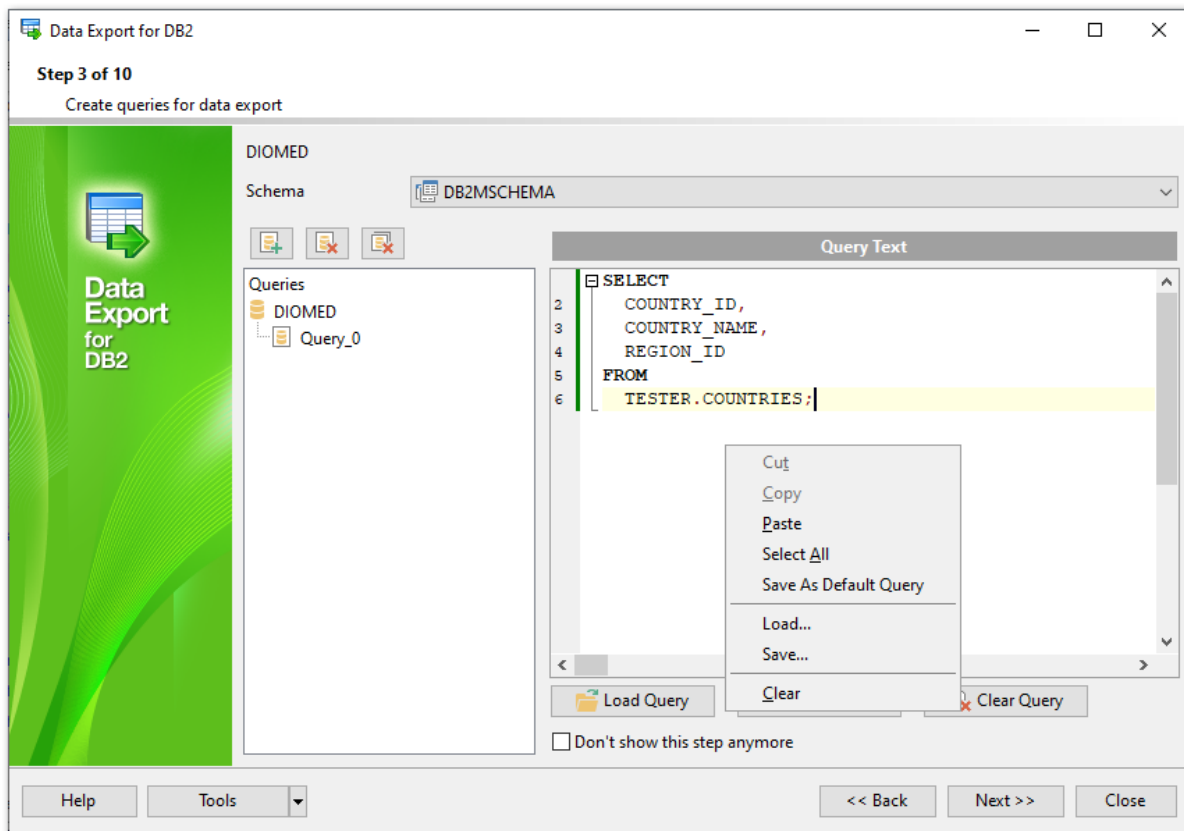 Data Export for DB2
Step 3 of 10
Create queries for data export
Data
Export
for
DB2
DIOMED
Schema
DB2MSCHEMA
Queries
DIOMED
Query_0
Query Text
SELECT
2 COUNTRY_ID,
3 COUNTRY_NAME,
4 REGION_ID
5 FROM
6 TESTER.COUNTRIES;
Cut
Copy
Paste
Select All
Save As Default Query
Load...
Save...
Clear
Load Query
Clear Query
Don't show this step anymore
Help
Tools
<< Back
Next >>
Close